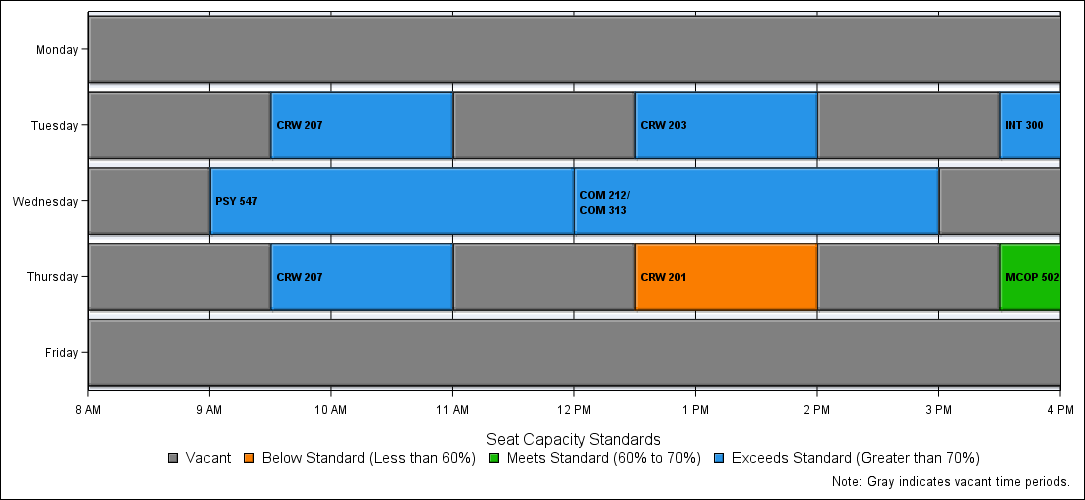 Monday
Tuesday
CRW 207
CRW 203
INT 300
Wednesday
PSY 547
COM 212/
COM 313
Thursday
CRW 207
CRW 201
MCOP 502
Friday
8 AM 9 AM 10 AM 11 AM 12 PM 1 PM 2 PM 3 PM 4 PM
Seat Capacity Standards
Vacant Below Standard (Less than 60%) Meets Standard (60% to 70%) Exceeds Standard (Greater than 70%)
Note: Gray indicates vacant time periods.